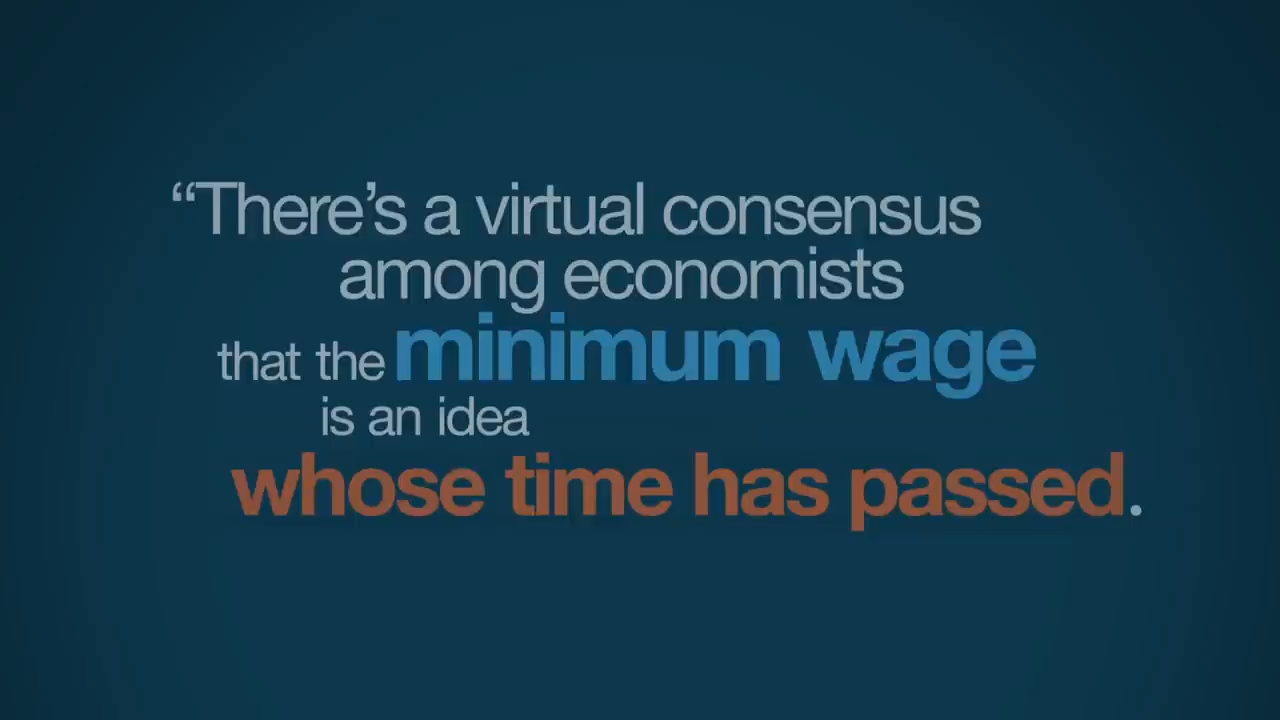 “There’s a virtual consensus
among economists
that the minimum wage
is an idea
whose time has passed.